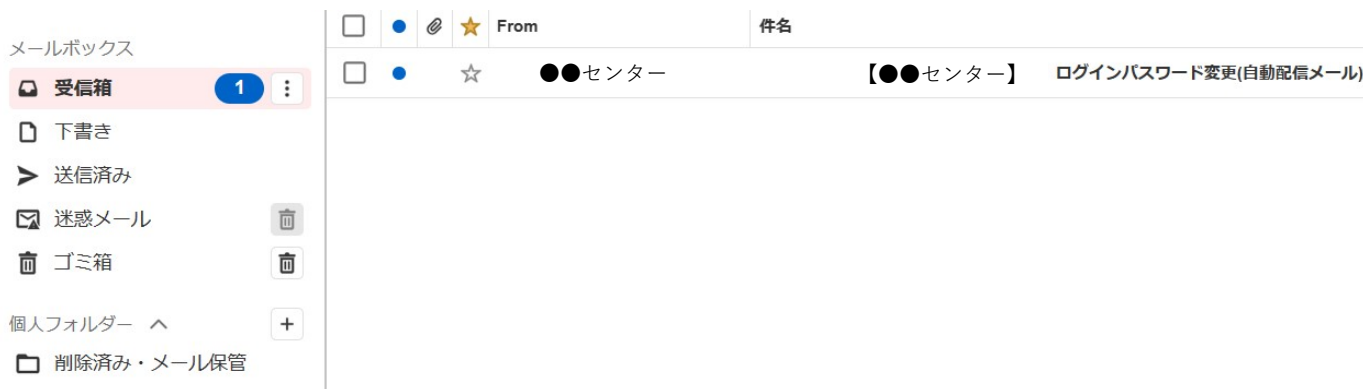 メールボックス
受信箱 1
下書き
送信済み
迷惑メール
ゴミ箱
個人フォルダー
削除済み・メール保管
From 件名
●●センター 【●●センター】 ログインパスワード変更(自動配信メール)